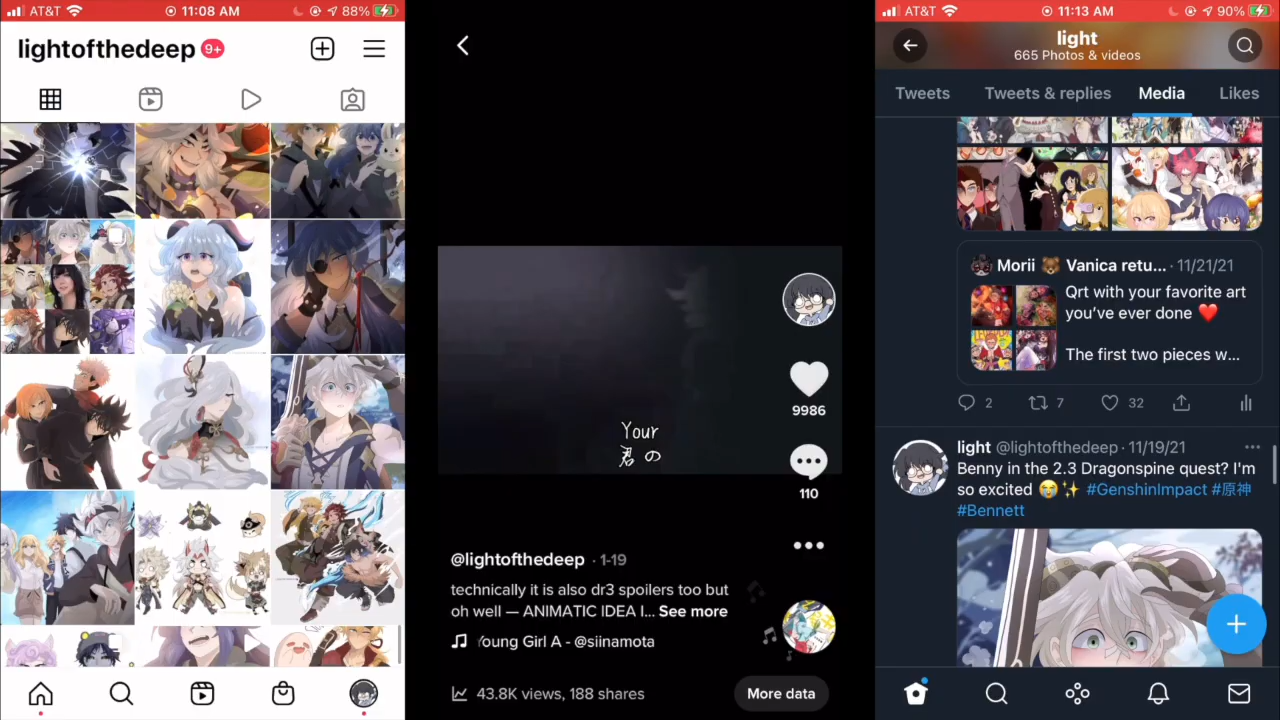 AT&T 11:08 AM 88%
lightofthedeep 9+
Your
君の
9986
110
@lightofthedeep · 1-19
technically it is also dr3 spoilers too but
oh well — ANIMATIC IDEA I... See more
Young Girl A - @siinamota
43.8K views, 188 shares
More data
AT&T 11:13 AM 90%
light
665 Photos & videos
Tweets Tweets & replies Media Likes
Morii 🐻 Vanica retu... · 11/21/21
Qrt with your favorite art
you've ever done ❤️
The first two pieces w...
2 7 32
light @lightofthedeep · 11/19/21
Benny in the 2.3 Dragonspine quest? I'm
so excited 😭✨ #GenshinImpact #原神
#Bennett